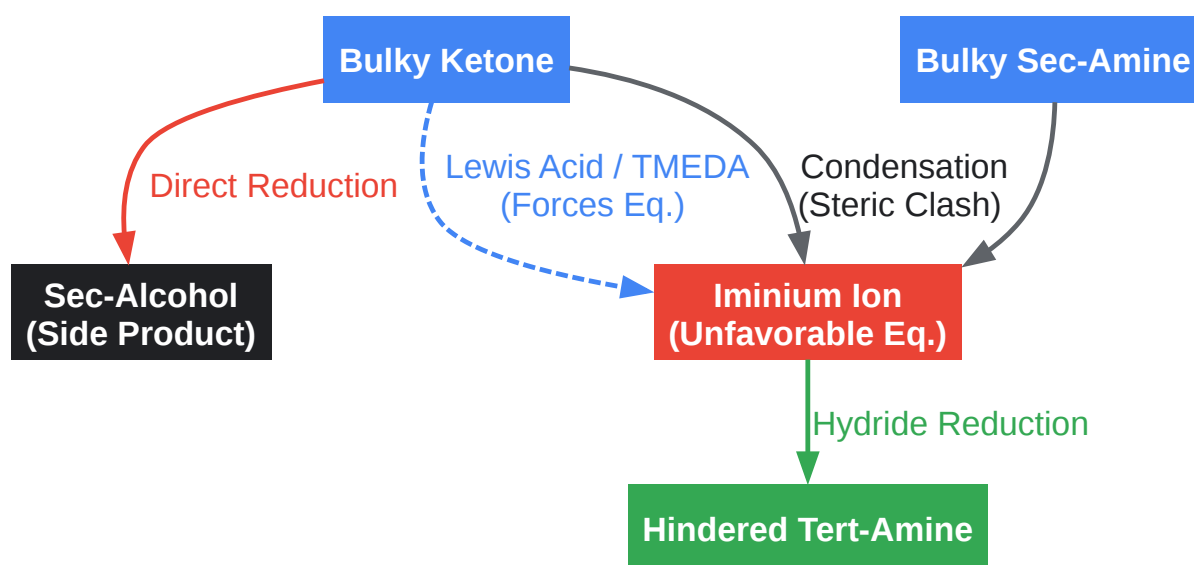 Bulky Ketone
Bulky Sec-Amine
Direct Reduction
Lewis Acid / TMEDA
(Forces Eq.)
Condensation
(Steric Clash)
Sec-Alcohol
(Side Product)
Iminium Ion
(Unfavorable Eq.)
Hydride Reduction
Hindered Tert-Amine